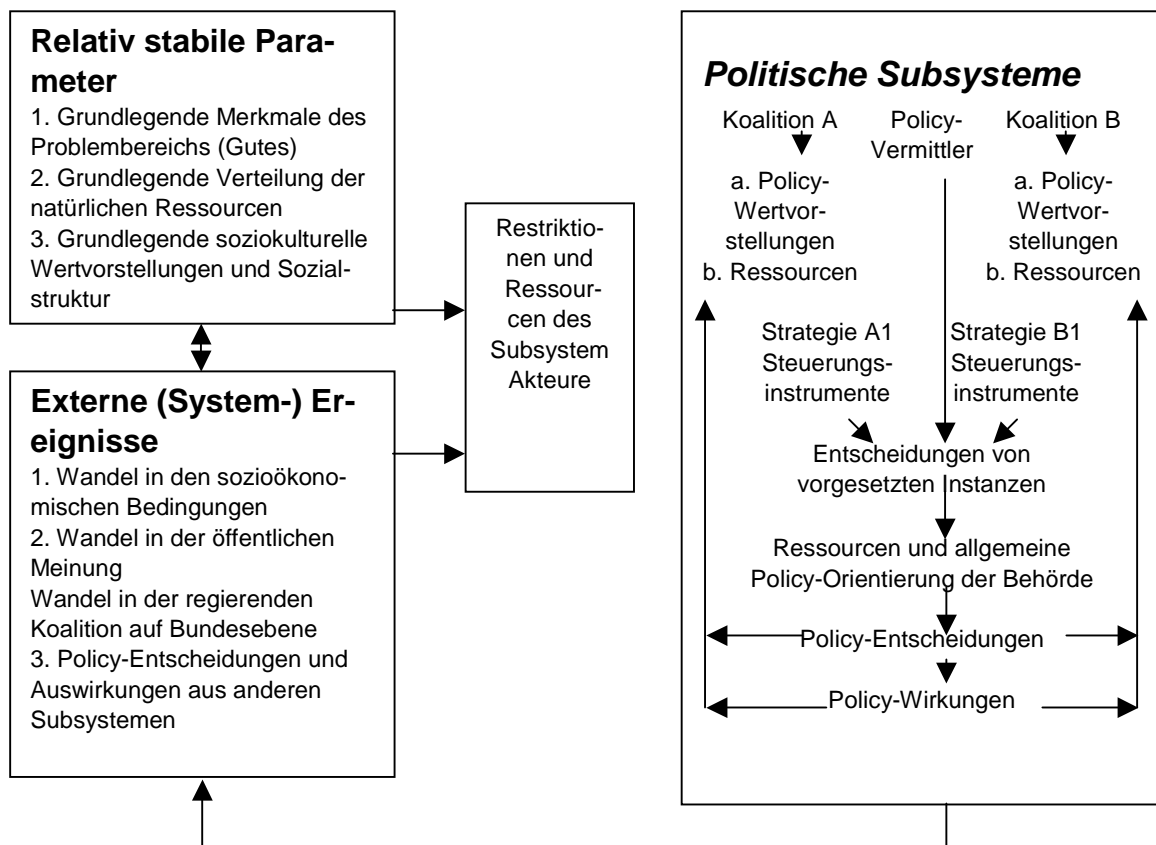 Relativ stabile Para-
meter
1. Grundlegende Merkmale des
Problembereichs (Gutes)
2. Grundlegende Verteilung der
natürlichen Ressourcen
3. Grundlegende soziokulturelle
Wertvorstellungen und Sozial-
struktur
Externe (System-) Er-
eignisse
1. Wandel in den sozioökono-
mischen Bedingungen
2. Wandel in der öffentlichen
Meinung
Wandel in der regierenden
Koalition auf Bundesebene
3. Policy-Entscheidungen und
Auswirkungen aus anderen
Subsystemen
Restriktio-
nen und
Ressour-
cen des
Subsystem
Akteure
Politische Subsysteme
Koalition A
a. Policy-
Wertvor-
stellungen
b. Ressourcen
Policy-
Vermittler
Koalition B
a. Policy-
Wertvor-
stellungen
b. Ressourcen
Strategie A1
Steuerungs-
instrumente
Strategie B1
Steuerungs-
instrumente
Entscheidungen von
vorgesetzten Instanzen
Ressourcen und allgemeine
Policy-Orientierung der Behörde
Policy-Entscheidungen
Policy-Wirkungen